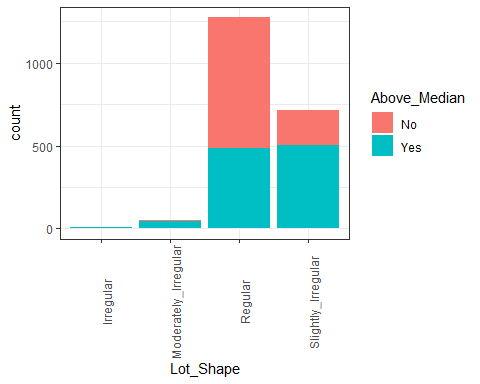 1000
500
0
count
Irregular
Moderately_Irregular
Regular
Slightly_Irregular
Lot_Shape
Above_Median
No
Yes